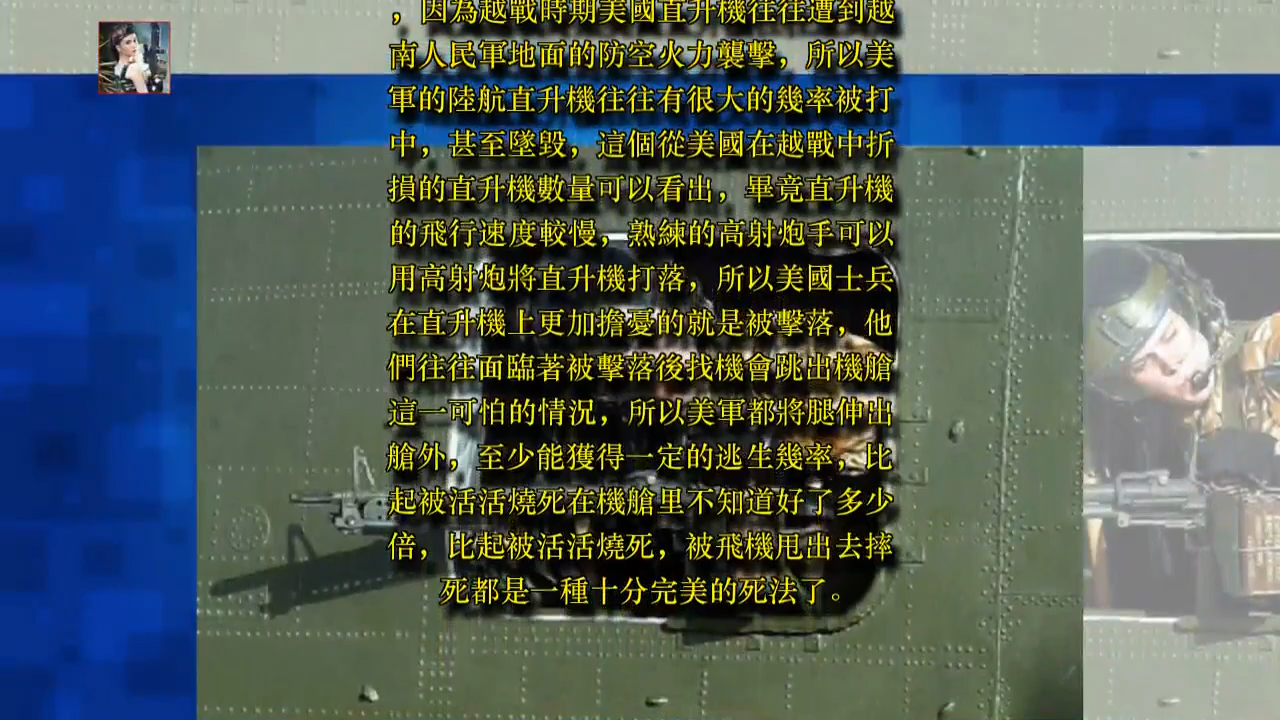 ，因為越戰時期美國直升機往往遭到越
南人民軍地面的防空火力襲擊，所以美
軍的陸航直升機往往有很大的幾率被打
中，甚至墜毀，這個從美國在越戰中折
損的直升機數量可以看出，畢竟直升機
的飛行速度較慢，熟練的高射炮手可以
用高射炮將直升機打落，所以美國士兵
在直升機上更加擔憂的就是被擊落，他
們往往面臨著被擊落後找機會跳出機艙
這一可怕的情況，所以美軍都將腿伸出
艙外，至少能獲得一定的逃生幾率，比
起被活活燒死在機艙里不知道好了多少
倍，比起被活活燒死，被飛機甩出去摔
死都是一種十分完美的死法了。